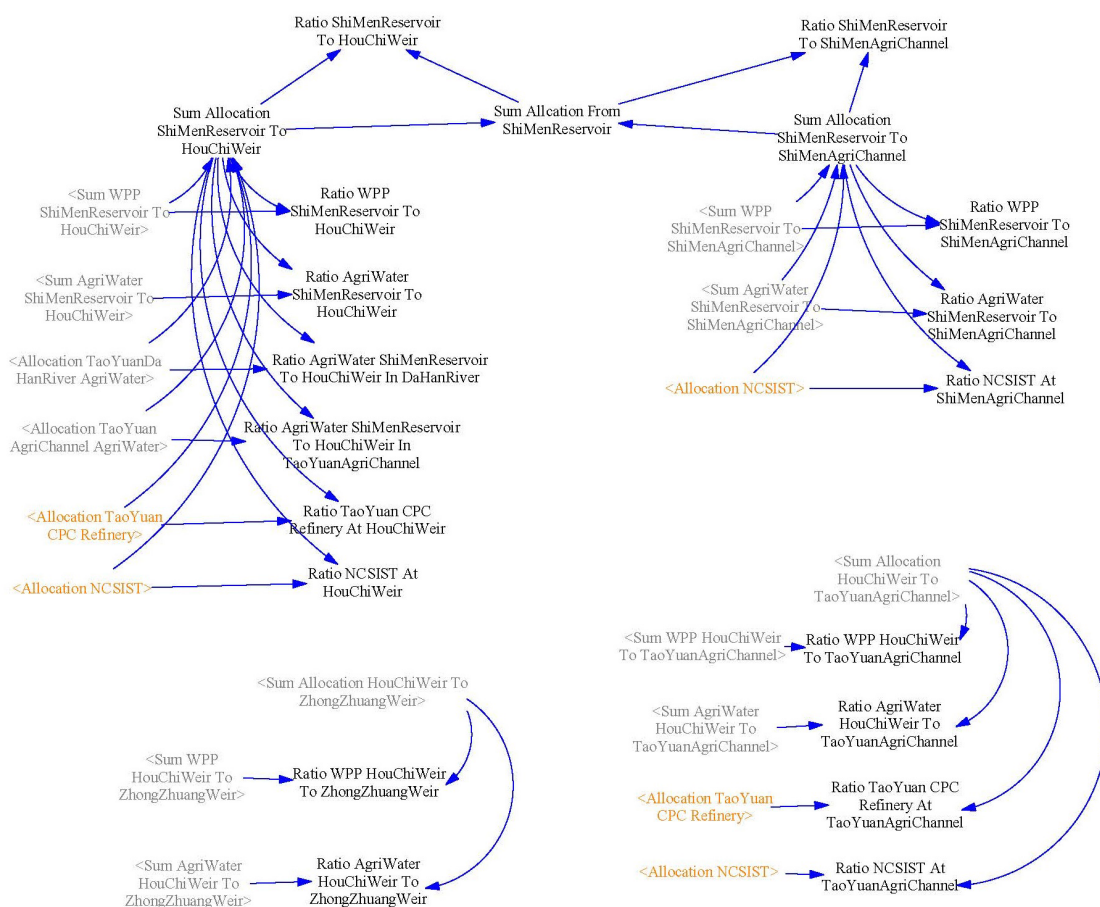 Ratio ShiMenReservoir
To HouChiWeir
Ratio ShiMenReservoir
To ShiMenAgriChannel
Sum Allocation
ShiMenReservoir To
HouChiWeir
Sum Allcation From
ShiMenReservoir
Sum Allocation
ShiMenReservoir To
ShiMenAgriChannel
<Sum WPP
ShiMenReservoir To
HouChiWeir>
Ratio WPP
ShiMenReservoir To
HouChiWeir
<Sum WPP
ShiMenReservoir To
ShiMenAgriChannel>
Ratio WPP
ShiMenReservoir To
ShiMenAgriChannel
<Sum AgriWater
ShiMenReservoir To
HouChiWeir>
Ratio AgriWater
ShiMenReservoir To
HouChiWeir
<Sum AgriWater
ShiMenReservoir To
ShiMenAgriChannel>
Ratio AgriWater
ShiMenReservoir To
ShiMenAgriChannel
<Allocation TaoYuanDa
HanRiver AgriWater>
Ratio AgriWater ShiMenReservoir
To HouChiWeir In DaHanRiver
<Allocation NCSIST>
Ratio NCSIST At
ShiMenAgriChannel
<Allocation TaoYuan
AgriChannel AgriWater>
Ratio AgriWater ShiMenReservoir
To HouChiWeir In
TaoYuanAgriChannel
<Allocation TaoYuan
CPC Refinery>
Ratio TaoYuan CPC
Refinery At HouChiWeir
<Allocation NCSIST>
Ratio NCSIST At
HouChiWeir
<Sum Allocation
HouChiWeir To
TaoYuanAgriChannel>
<Sum WPP HouChiWeir
To TaoYuanAgriChannel>
Ratio WPP HouChiWeir
To TaoYuanAgriChannel
<Sum Allocation HouChiWeir To
ZhongZhuangWeir>
<Sum AgriWater
HouChiWeir To
TaoYuanAgriChannel>
Ratio AgriWater
HouChiWeir To
TaoYuanAgriChannel
<Sum WPP
HouChiWeir To
ZhongZhuangWeir>
Ratio WPP HouChiWeir
To ZhongZhuangWeir
<Allocation TaoYuan
CPC Refinery>
Ratio TaoYuan CPC
Refinery At
TaoYuanAgriChannel
<Sum AgriWater
HouChiWeir To
ZhongZhuangWeir>
Ratio AgriWater
HouChiWeir To
ZhongZhuangWeir
<Allocation NCSIST>
Ratio NCSIST At
TaoYuanAgriChannel